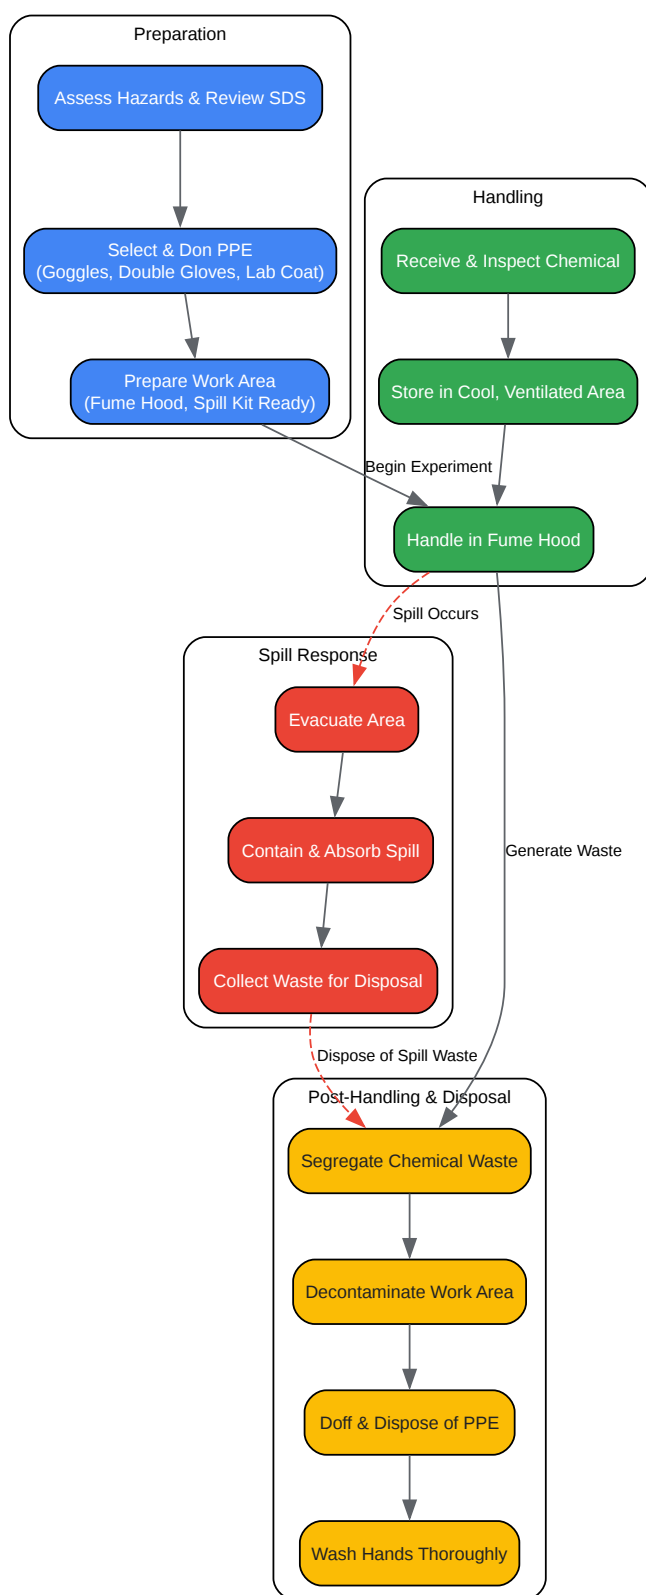 Preparation
Assess Hazards & Review SDS
Select & Don PPE
(Goggles, Double Gloves, Lab Coat)
Prepare Work Area
(Fume Hood, Spill Kit Ready)
Handling
Receive & Inspect Chemical
Store in Cool, Ventilated Area
Begin Experiment
Handle in Fume Hood
Spill Occurs
Spill Response
Evacuate Area
Contain & Absorb Spill
Generate Waste
Collect Waste for Disposal
Dispose of Spill Waste
Post-Handling & Disposal
Segregate Chemical Waste
Decontaminate Work Area
Doff & Dispose of PPE
Wash Hands Thoroughly